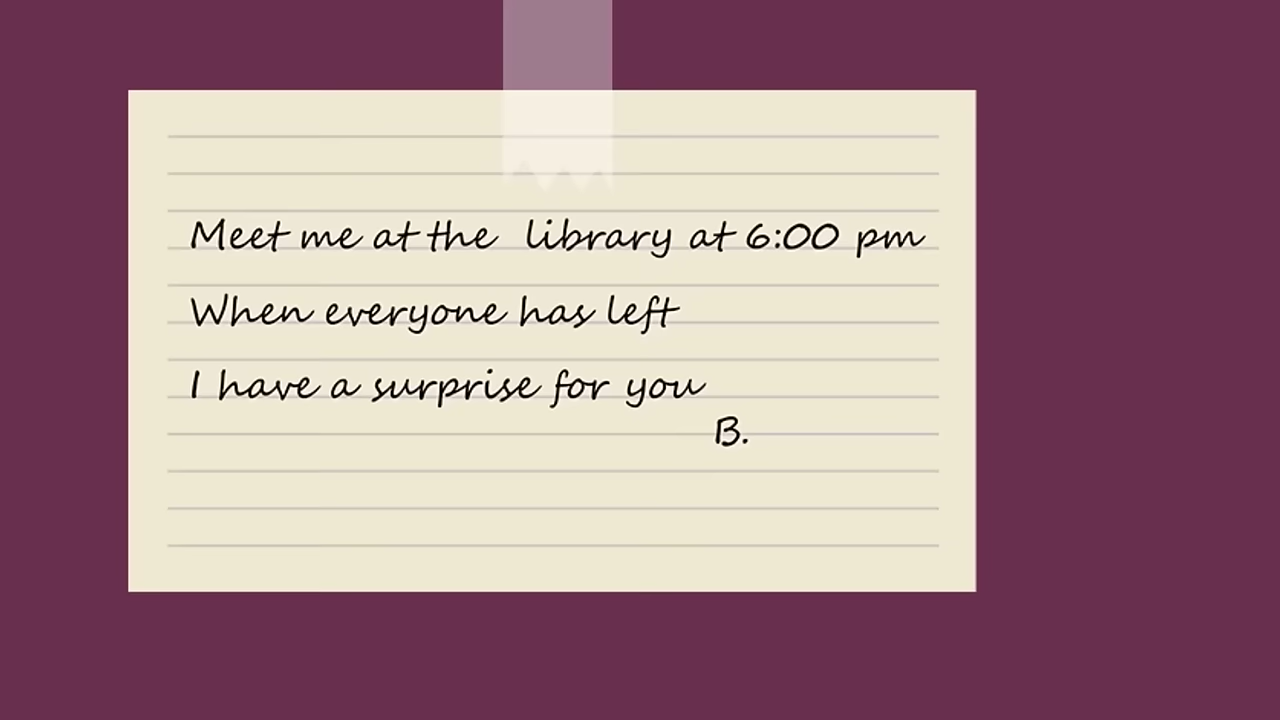 Meet me at the library at 6:00 pm
When everyone has left
I have a surprise for you
B.